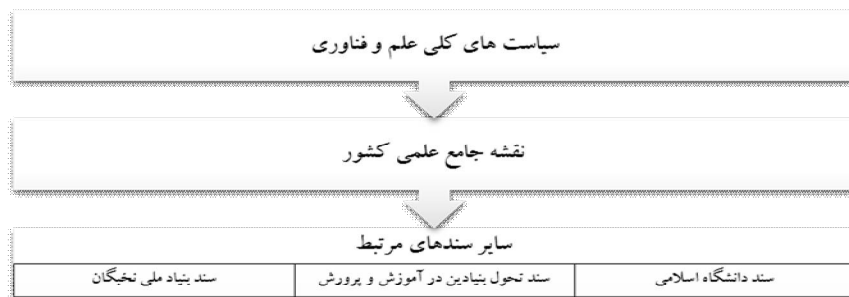 سیاست های کلی علم و فناوری
نقشه جامع علمی کشور
سایر سندهای مرتبط
سند دانشگاه اسلامی
سند تحول بنیادین در آموزش و پرورش
سند بنیاد ملی نخبگان